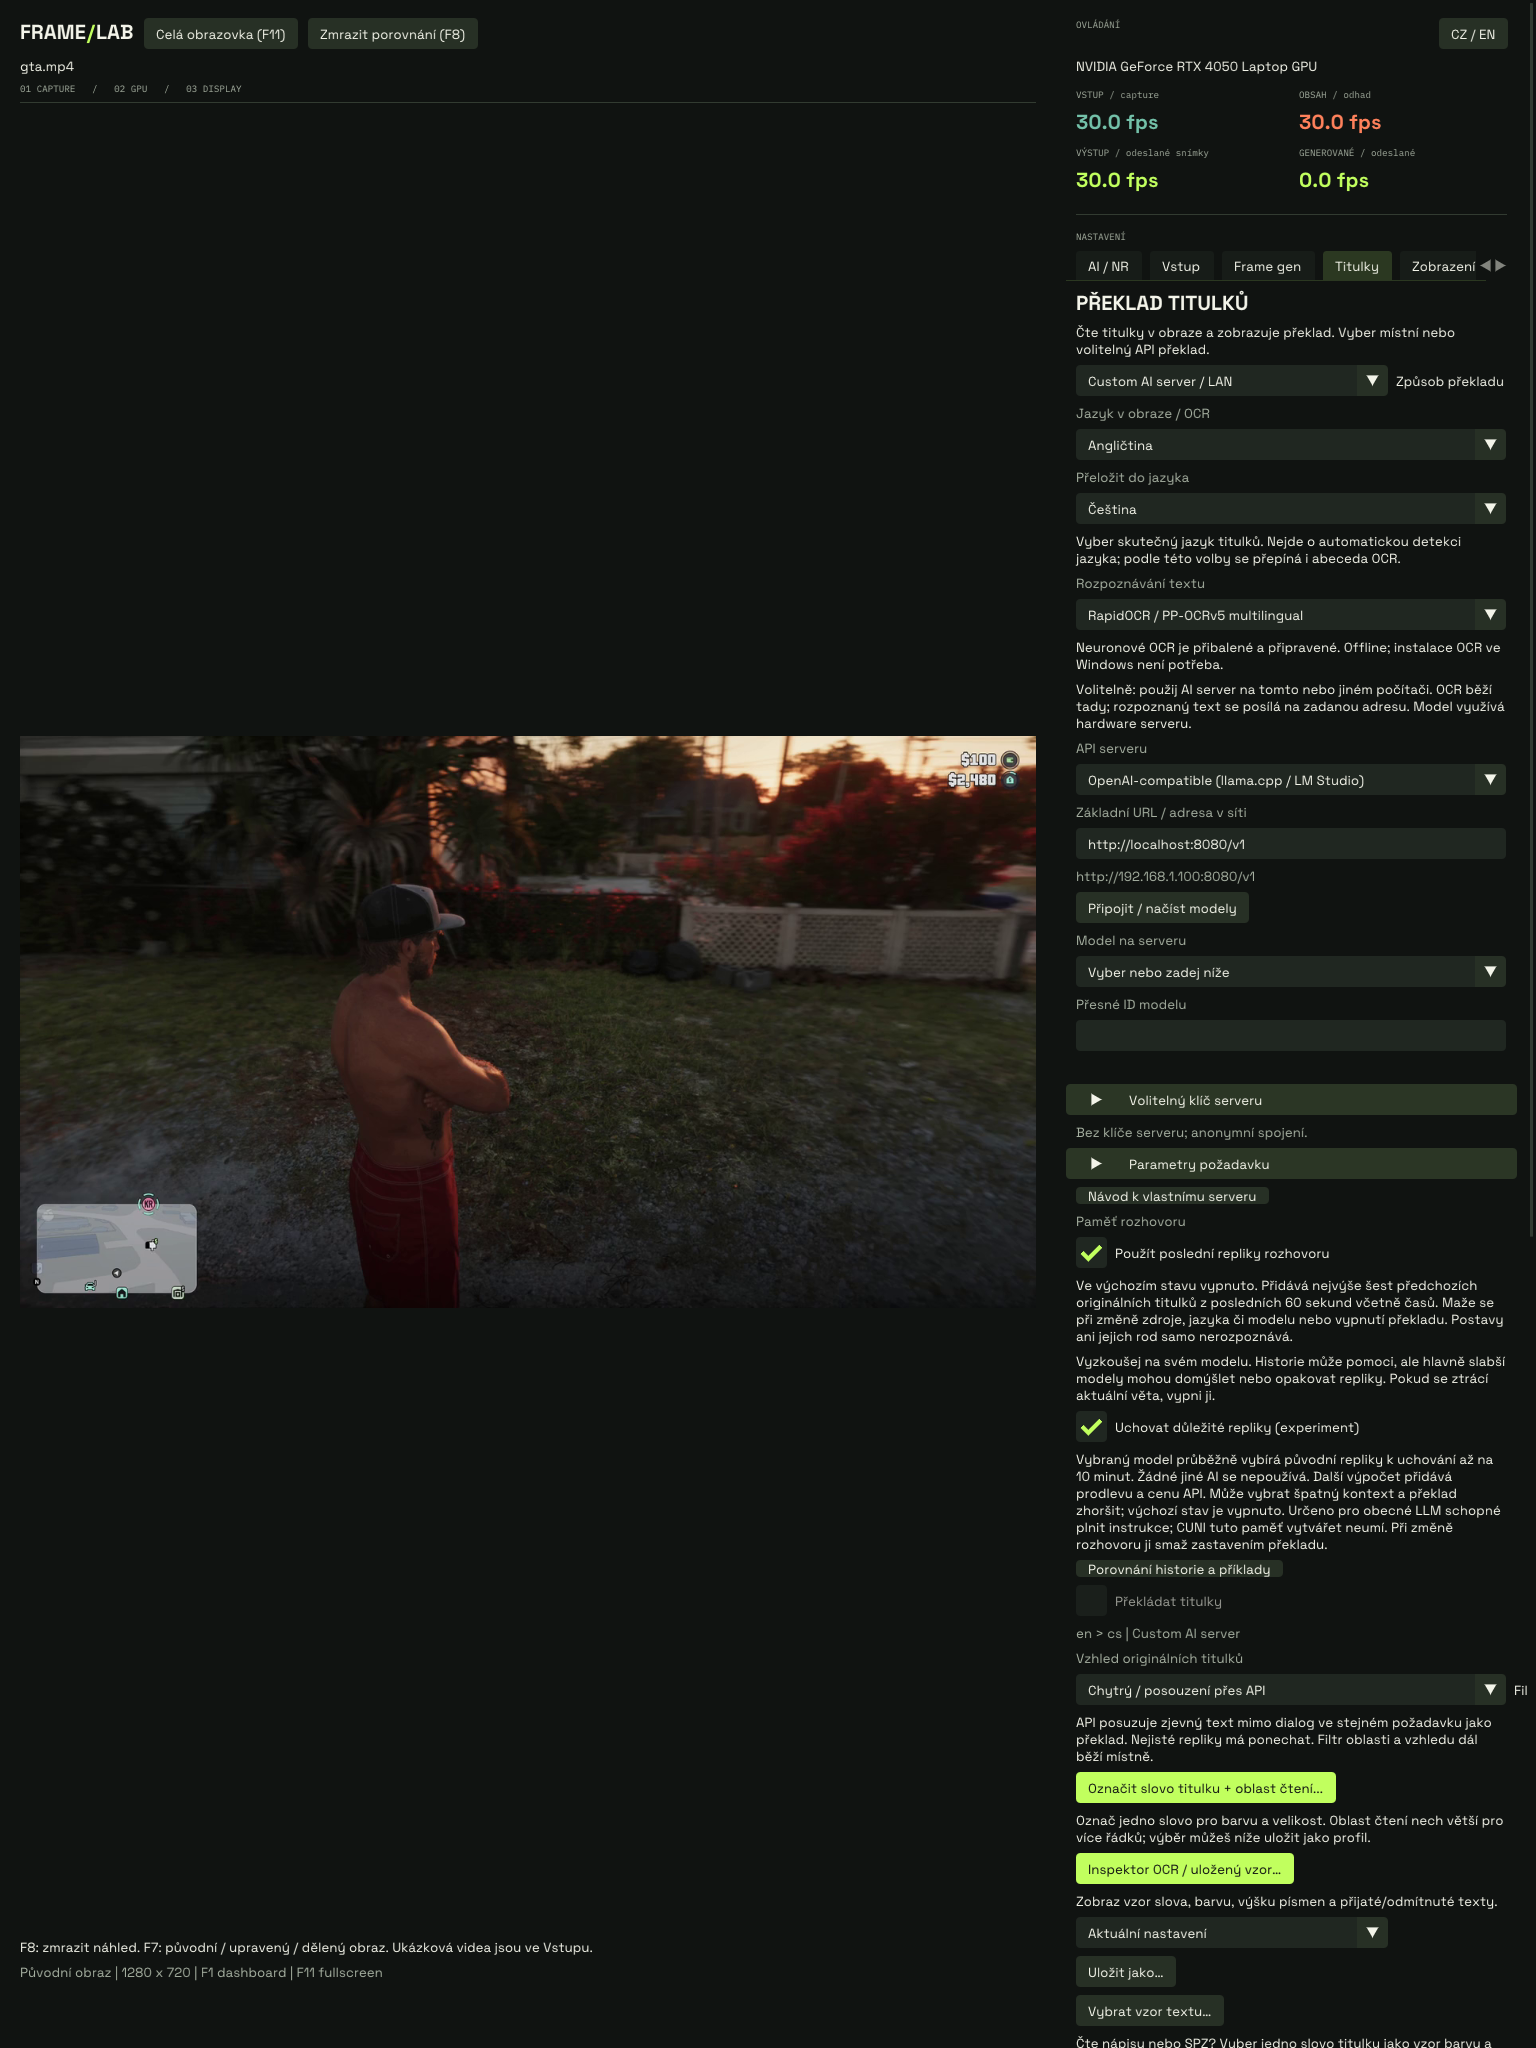 FRAME/LAB
Celá obrazovka (F11)
Zmrazit porovnání (F8)
gta.mp4
01 CAPTURE / 02 GPU / 03 DISPLAY
$100
$2,480
KR
N
F8: zmrazit náhled. F7: původní / upravený / dělený obraz. Ukázková videa jsou ve Vstupu.
Původní obraz | 1280 x 720 | F1 dashboard | F11 fullscreen
OVLÁDÁNÍ
CZ / EN
NVIDIA GeForce RTX 4050 Laptop GPU
VSTUP / capture
OBSAH / odhad
30.0 fps
30.0 fps
VÝSTUP / odeslané snímky
GENEROVANÉ / odeslané
30.0 fps
0.0 fps
NASTAVENÍ
AI / NR
Vstup
Frame gen
Titulky
Zobrazení
PŘEKLAD TITULKŮ
Čte titulky v obraze a zobrazuje překlad. Vyber místní nebo
volitelný API překlad.
Custom AI server / LAN
Způsob překladu
Jazyk v obraze / OCR
Angličtina
Přeložit do jazyka
Čeština
Vyber skutečný jazyk titulků. Nejde o automatickou detekci
jazyka; podle této volby se přepíná i abeceda OCR.
Rozpoznávání textu
RapidOCR / PP-OCRv5 multilingual
Neuronové OCR je přibalené a připravené. Offline; instalace OCR ve
Windows není potřeba.
Volitelně: použij AI server na tomto nebo jiném počítači. OCR běží
tady; rozpoznaný text se posílá na zadanou adresu. Model využívá
hardware serveru.
API serveru
OpenAI-compatible (llama.cpp / LM Studio)
Základní URL / adresa v síti
http://localhost:8080/v1
http://192.168.1.100:8080/v1
Připojit / načíst modely
Model na serveru
Vyber nebo zadej níže
Přesné ID modelu
Volitelný klíč serveru
Bez klíče serveru; anonymní spojení.
Parametry požadavku
Návod k vlastnímu serveru
Paměť rozhovoru
Použít poslední repliky rozhovoru
Ve výchozím stavu vypnuto. Přidává nejvýše šest předchozích
originálních titulků z posledních 60 sekund včetně časů. Maže se
při změně zdroje, jazyka či modelu nebo vypnutí překladu. Postavy
ani jejich rod samo nerozpoznává.
Vyzkoušej na svém modelu. Historie může pomoci, ale hlavně slabší
modely mohou domýšlet nebo opakovat repliky. Pokud se ztrácí
aktuální věta, vypni ji.
Uchovat důležité repliky (experiment)
Vybraný model průběžně vybírá původní repliky k uchování až na
10 minut. Žádné jiné AI se nepoužívá. Další výpočet přidává
prodlevu a cenu API. Může vybrat špatný kontext a překlad
zhoršit; výchozí stav je vypnuto. Určeno pro obecné LLM schopné
plnit instrukce; CUNI tuto paměť vytvářet neumí. Při změně
rozhovoru ji smaž zastavením překladu.
Porovnání historie a příklady
Překládat titulky
en > cs | Custom AI server
Vzhled originálních titulků
Chytrý / posouzení přes API
Fil
API posuzuje zjevný text mimo dialog ve stejném požadavku jako
překlad. Nejisté repliky má ponechat. Filtr oblasti a vzhledu dál
běží místně.
Označit slovo titulku + oblast čtení...
Označ jedno slovo pro barvu a velikost. Oblast čtení nech větší pro
více řádků; výběr můžeš níže uložit jako profil.
Inspektor OCR / uložený vzor...
Zobraz vzor slova, barvu, výšku písmen a přijaté/odmítnuté texty.
Aktuální nastavení
Uložit jako...
Vybrat vzor textu...
Čte nápisy nebo SPZ? Vyber jedno slovo titulku jako vzor barvy a